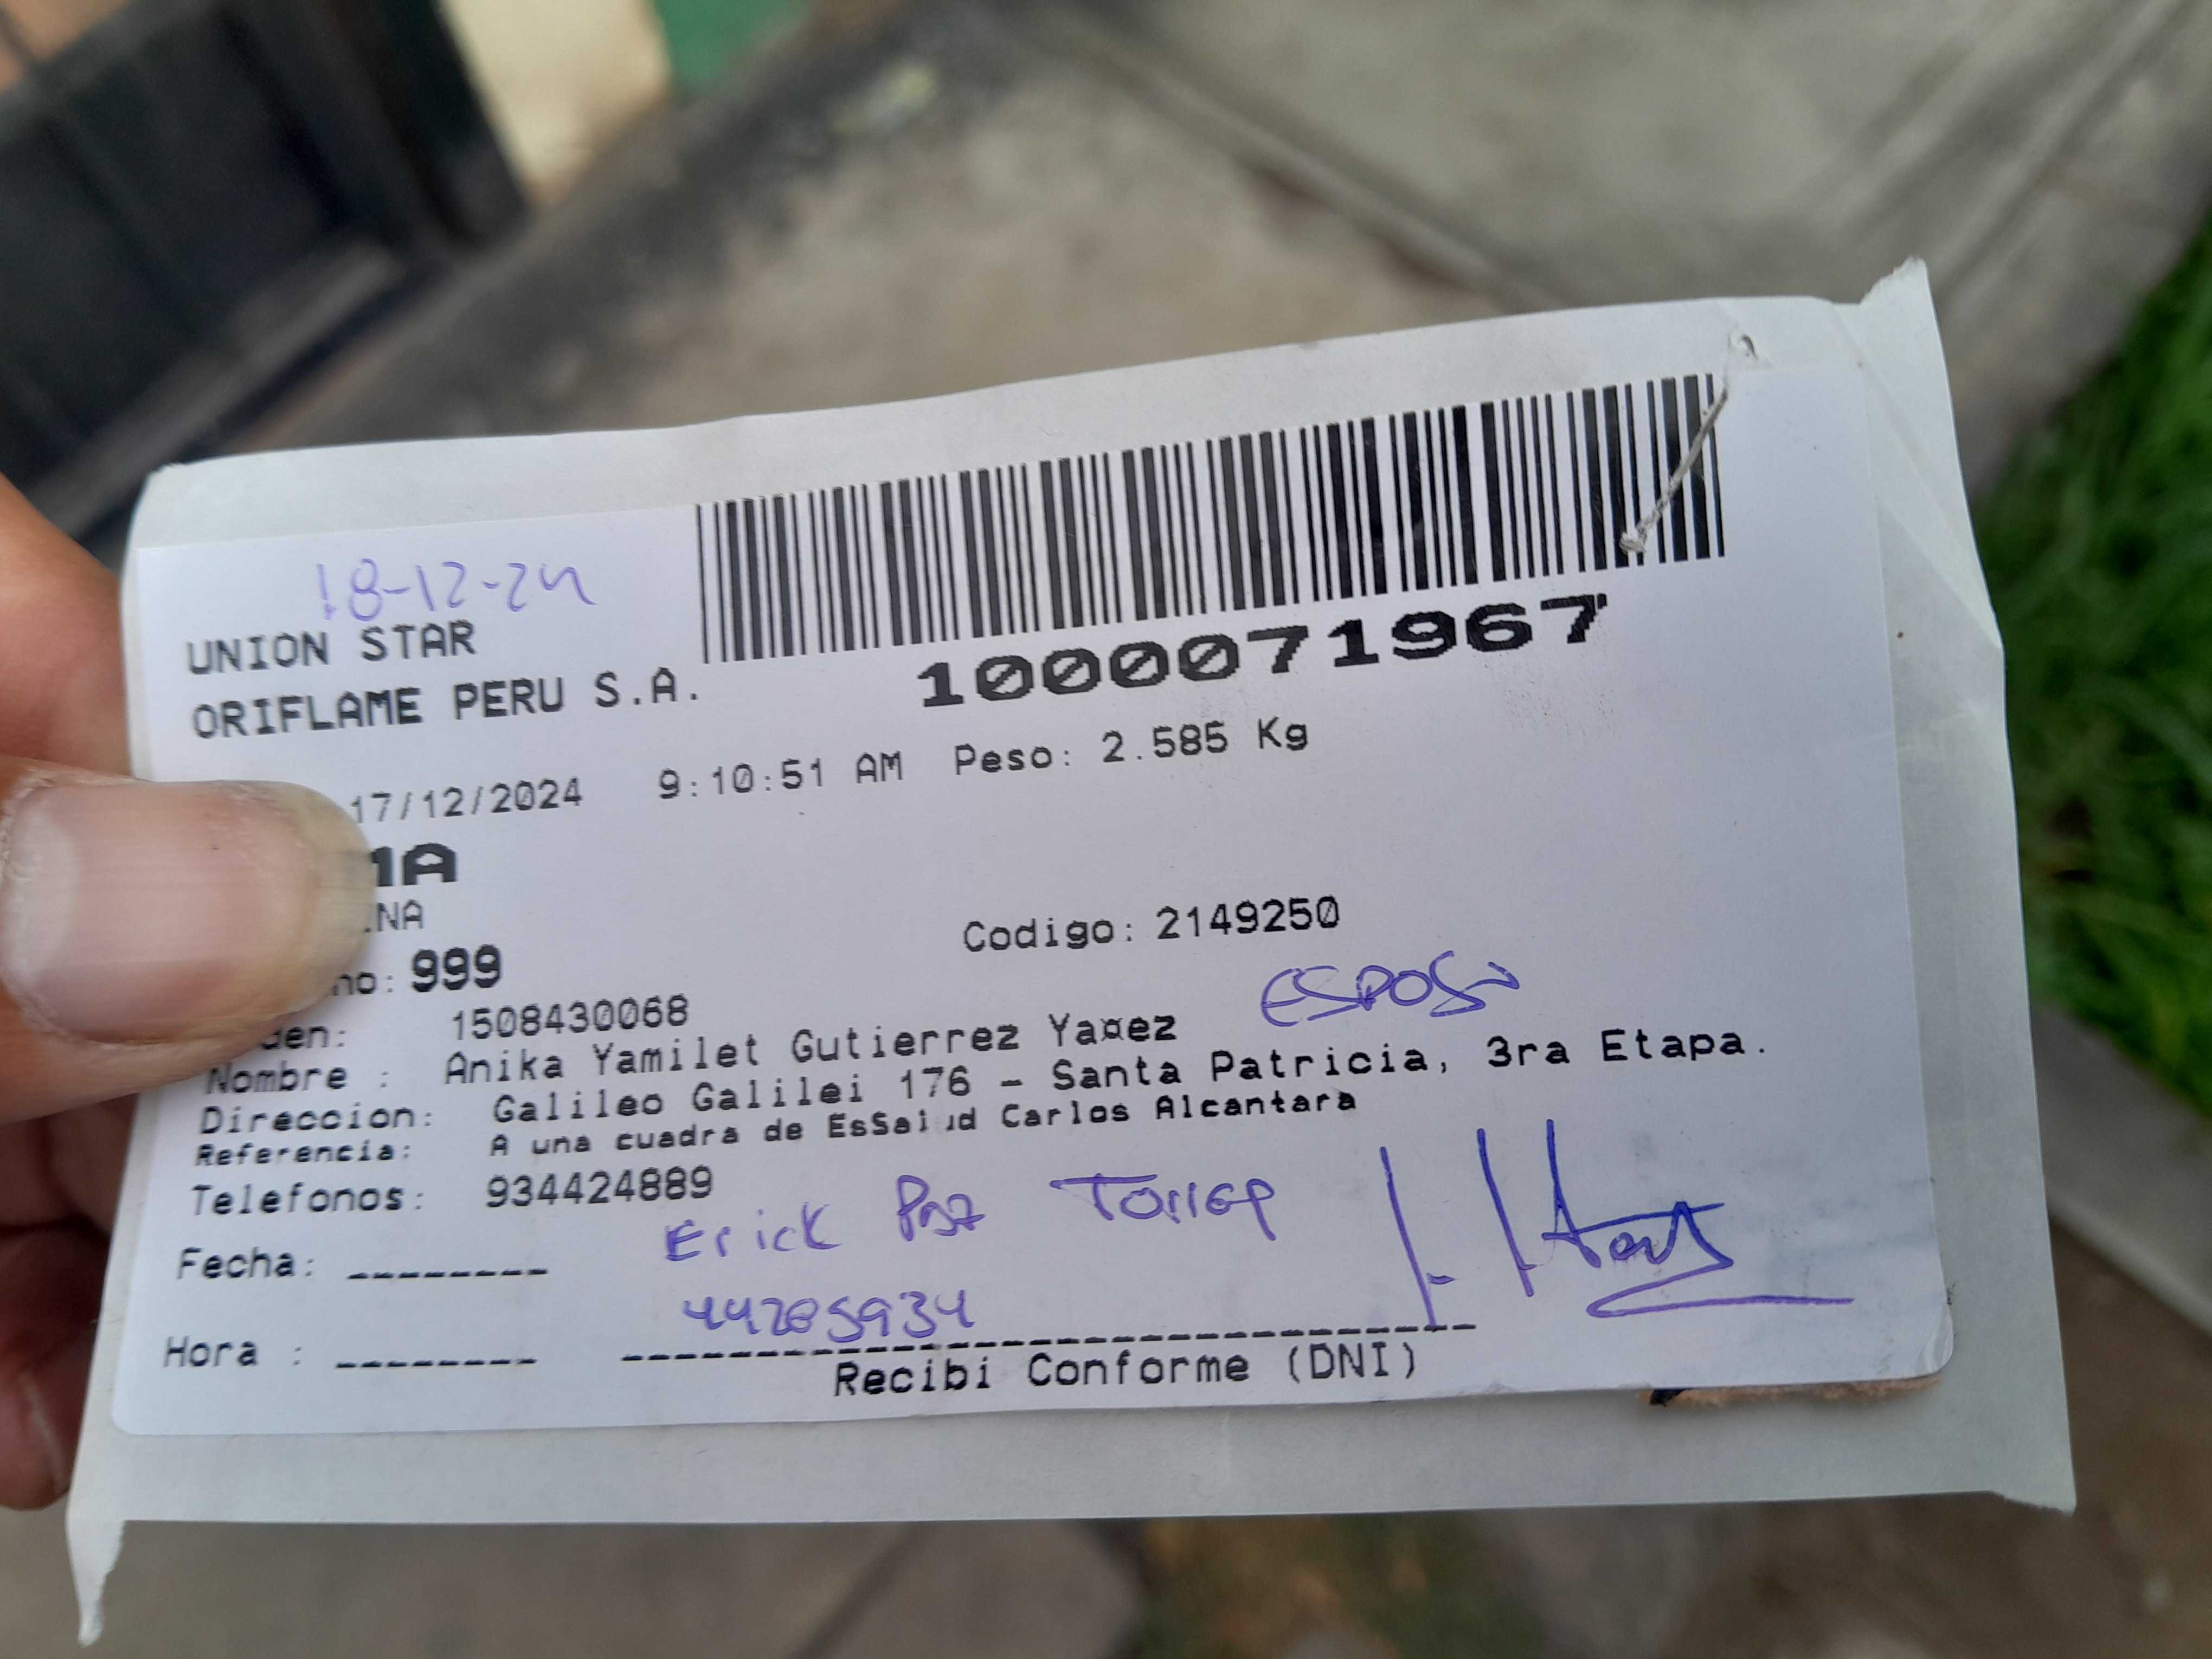 18-12-24
UNION STAR
ORIFLAME PERU S.A.
1000071967
17/12/2024 9:10:51 AM Peso: 2.585 Kg
999
Codigo: 2149250
1508430068
ESPOSO
Nombre : Anika Yamilet Gutierrez Ya¤ez
Direccion: Galileo Galilei 176 - Santa Patricia, 3ra Etapa.
Referencia: A una cuadra de EsSalud Carlos Alcantara
Telefonos: 934424889
Erick Paz Torres
Fecha: --------
44285934
Hora : --------
Recibi Conforme (DNI)